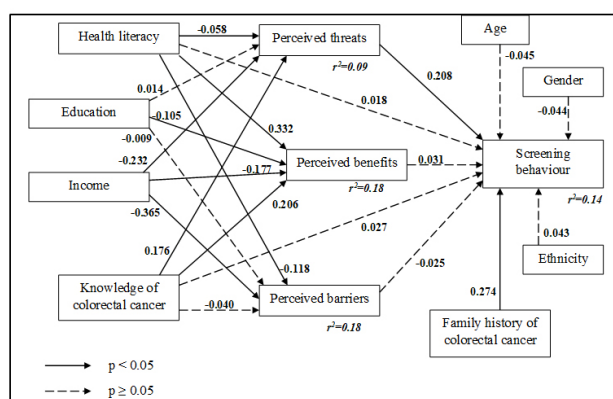 Age
Health literacy
-0.058
Perceived threats
-0.045
Gender
r²=0.09
0.014
0.208
-0.044
Education
-0.105
0.018
-0.009
0.332
Screening
behaviour
Perceived benefits
0.031
-0.232
Income
-0.177
r²=0.18
r²=0.14
0.206
-0.365
0.027
0.043
0.176
-0.025
Ethnicity
-0.118
Knowledge of
colorectal cancer
-0.040
Perceived barriers
0.274
r²=0.18
Family history of
colorectal cancer
p < 0.05
p ≥ 0.05